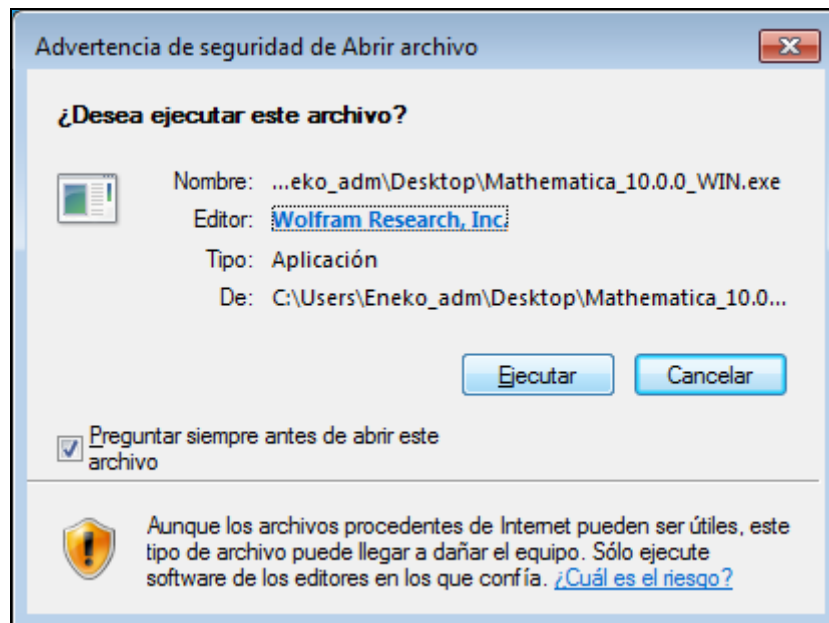 Advertencia de seguridad de Abrir archivo
¿Desea ejecutar este archivo?
Nombre: ...eko_adm\Desktop\Mathematica_10.0.0_WIN.exe
Editor: Wolfram Research, Inc.
Tipo: Aplicación
De: C:\Users\Eneko_adm\Desktop\Mathematica_10.0...
Ejecutar Cancelar
Preguntar siempre antes de abrir este
archivo
Aunque los archivos procedentes de Internet pueden ser útiles, este
tipo de archivo puede llegar a dañar el equipo. Sólo ejecute
software de los editores en los que confía. ¿Cuál es el riesgo?